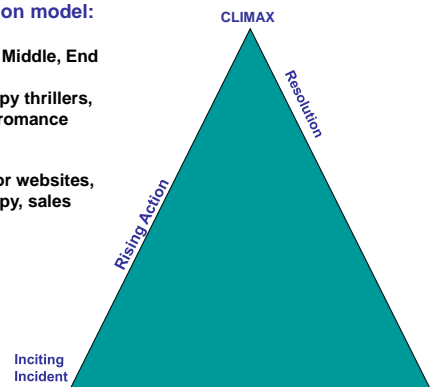 on model:
Middle, End
py thrillers,
romance
or websites,
py, sales
CLIMAX
Resolution
Rising Action
Inciting
Incident